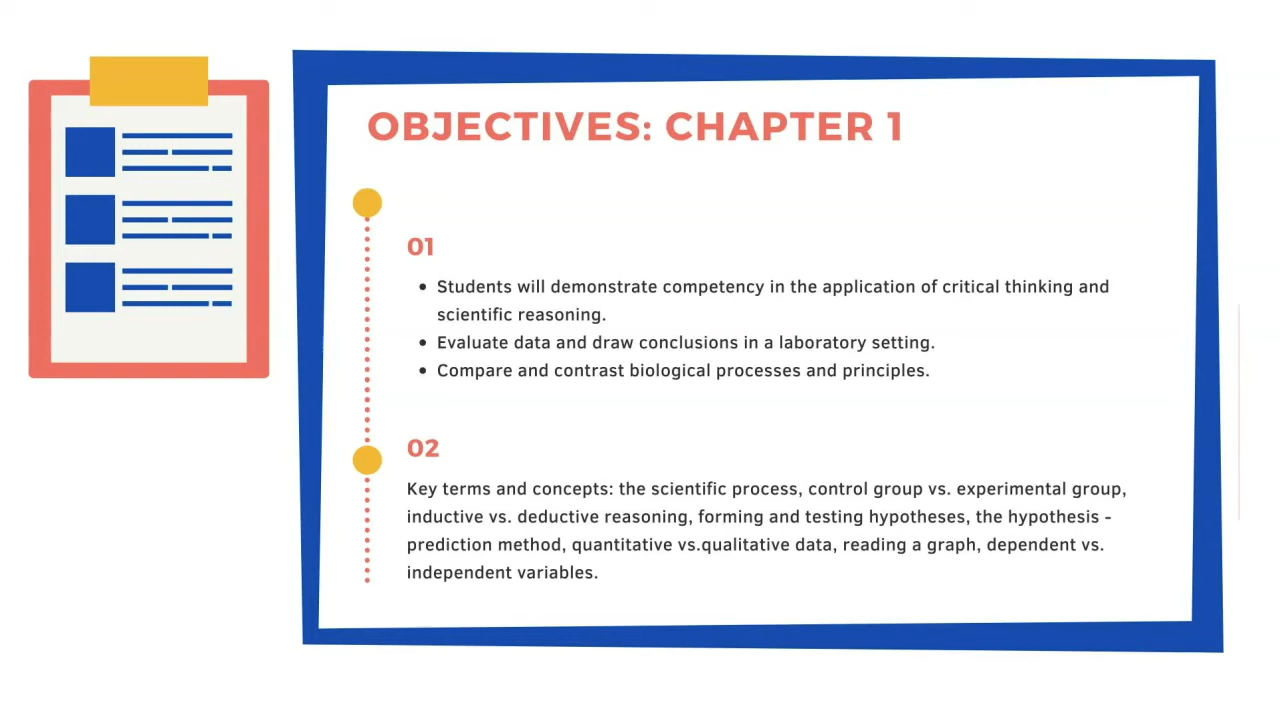 OBJECTIVES: CHAPTER 1
01
• Students will demonstrate competency in the application of critical thinking and
scientific reasoning.
• Evaluate data and draw conclusions in a laboratory setting.
• Compare and contrast biological processes and principles.
02
Key terms and concepts: the scientific process, control group vs. experimental group,
inductive vs. deductive reasoning, forming and testing hypotheses, the hypothesis -
prediction method, quantitative vs.qualitative data, reading a graph, dependent vs.
independent variables.